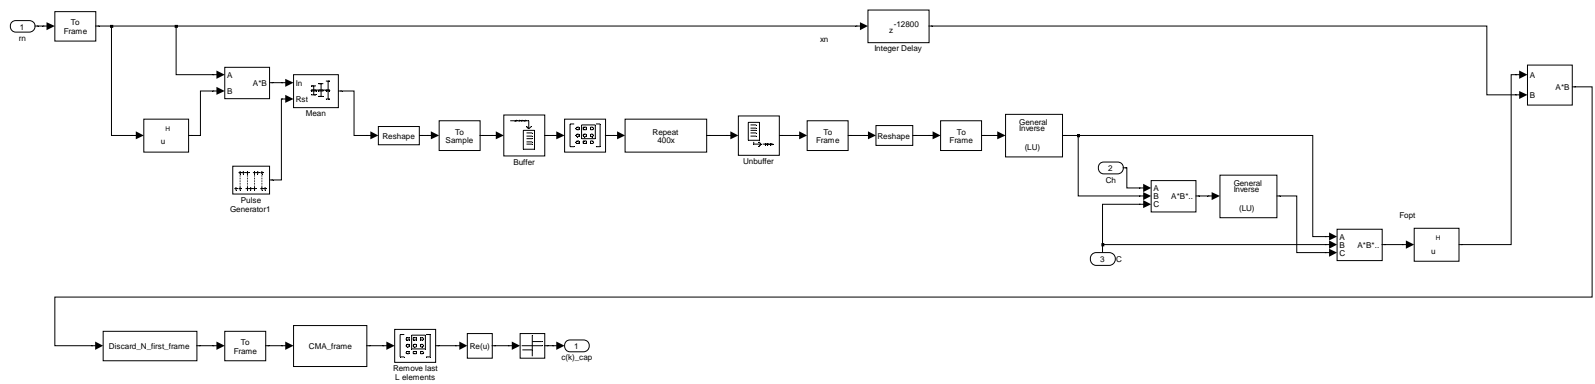 1
rn
To
Frame
A
B
A*B
H
u
Pulse
Generator1
In
Rst
Mean
Reshape
To
Sample
Buffer
Repeat
400x
Unbuffer
To
Frame
Reshape
To
Frame
General
Inverse
(LU)
xn
z
-12800
Integer Delay
2
Ch
3
C
A
B
C
A*B*..
General
Inverse
(LU)
A
B
C
A*B*..
Fopt
H
u
A
B
A*B
Discard_N_first_frame
To
Frame
CMA_frame
Remove last
L elements
Re(u)
1
c(k)_cap